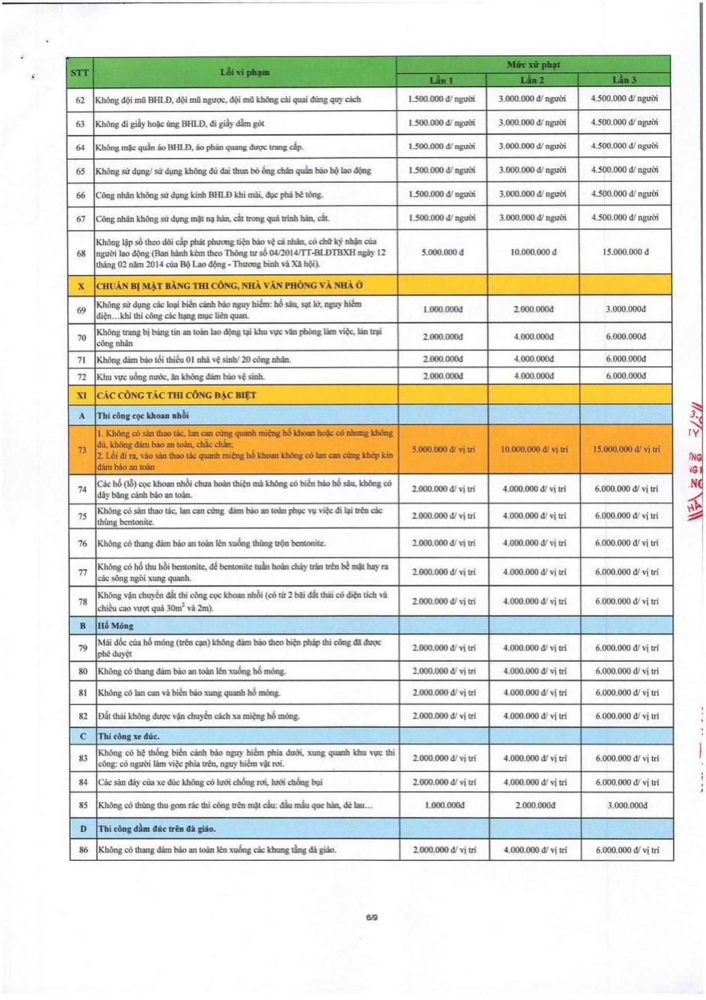 STT Lỗi vi phạm Mức xử phạt
Lần 1 Lần 2 Lần 3
62 Không đội mũ BHLĐ, đội mũ ngược, đội mũ không cài quai đúng quy cách 1.500.000 đ/ người 3.000.000 đ/ người 4.500.000 đ/ người
63 Không đi giầy hoặc ủng BHLĐ, đi giầy dẫm gót 1.500.000 đ/ người 3.000.000 đ/ người 4.500.000 đ/ người
64 Không mặc quần áo BHLĐ, áo phản quang được trang cấp. 1.500.000 đ/ người 3.000.000 đ/ người 4.500.000 đ/ người
65 Không sử dụng/ sử dụng không đủ đai thun bó ống chân quần bảo hộ lao động 1.500.000 đ/ người 3.000.000 đ/ người 4.500.000 đ/ người
66 Công nhân không sử dụng kính BHLĐ khi mài, đục phá bê tông. 1.500.000 đ/ người 3.000.000 đ/ người 4.500.000 đ/ người
67 Công nhân không sử dụng mặt nạ hàn, cắt trong quá trình hàn, cắt. 1.500.000 đ/ người 3.000.000 đ/ người 4.500.000 đ/ người
Không lập sổ theo dõi cấp phát phương tiện bảo vệ cá nhân, có chữ ký nhận của
68 người lao động (Ban hành kèm theo Thông tư số 04/2014/TT-BLĐTBXH ngày 12 5.000.000 đ 10.000.000 đ 15.000.000 đ
tháng 02 năm 2014 của Bộ Lao động - Thương binh và Xã hội).
X CHUẨN BỊ MẶT BẰNG THI CÔNG, NHÀ VĂN PHÒNG VÀ NHÀ Ở
69 Không sử dụng các loại biển cảnh báo nguy hiểm: hố sâu, sạt lở, nguy hiểm 1.000.000đ 2.000.000đ 3.000.000đ
điện...khi thi công các hạng mục liên quan.
70 Không trang bị bảng tin an toàn lao động tại khu vực văn phòng làm việc, lán trại 2.000.000đ 4.000.000đ 6.000.000đ
công nhân
71 Không đảm bảo tối thiểu 01 nhà vệ sinh/ 20 công nhân. 2.000.000đ 4.000.000đ 6.000.000đ
72 Khu vực uống nước, ăn không đảm bảo vệ sinh. 2.000.000đ 4.000.000đ 6.000.000đ
XI CÁC CÔNG TÁC THI CÔNG ĐẶC BIỆT
A Thi công cọc khoan nhồi
1. Không có sàn thao tác, lan can cứng quanh miệng hố khoan hoặc có nhưng không
73 đủ, không đảm bảo an toàn, chắc chắn; 5.000.000 đ/ vị trí 10.000.000 đ/ vị trí 15.000.000 đ/ vị trí
2. Lối đi ra, vào sàn thao tác quanh miệng hố khoan không có lan can cứng khép kín
đảm bảo an toàn
74 Các hố (lỗ) cọc khoan nhồi chưa hoàn thiện mà không có biển báo hố sâu, không có 2.000.000 đ/ vị trí 4.000.000 đ/ vị trí 6.000.000 đ/ vị trí
dây băng cảnh báo an toàn.
75 Không có sàn thao tác, lan can cứng đảm bảo an toàn phục vụ việc đi lại trên các 2.000.000 đ/ vị trí 4.000.000 đ/ vị trí 6.000.000 đ/ vị trí
thùng bentonite.
76 Không có thang đảm bảo an toàn lên xuống thùng trộn bentonite. 2.000.000 đ/ vị trí 4.000.000 đ/ vị trí 6.000.000 đ/ vị trí
77 Không có hố thu hồi bentonite, để bentonite tuần hoàn chảy tràn trên bề mặt hay ra 2.000.000 đ/ vị trí 4.000.000 đ/ vị trí 6.000.000 đ/ vị trí
các sông ngòi xung quanh.
78 Không vận chuyển đất thi công cọc khoan nhồi (có từ 2 bãi đất thải có diện tích và 2.000.000 đ/ vị trí 4.000.000 đ/ vị trí 6.000.000 đ/ vị trí
chiều cao vượt quá 30m² và 2m).
B Hố Móng
79 Mái dốc của hố móng (trên cạn) không đảm bảo theo biện pháp thi công đã được 2.000.000 đ/ vị trí 4.000.000 đ/ vị trí 6.000.000 đ/ vị trí
phê duyệt
80 Không có thang đảm bảo an toàn lên xuống hố móng. 2.000.000 đ/ vị trí 4.000.000 đ/ vị trí 6.000.000 đ/ vị trí
81 Không có lan can và biển báo xung quanh hố móng. 2.000.000 đ/ vị trí 4.000.000 đ/ vị trí 6.000.000 đ/ vị trí
82 Đất thải không được vận chuyển cách xa miệng hố móng. 2.000.000 đ/ vị trí 4.000.000 đ/ vị trí 6.000.000 đ/ vị trí
C Thi công xe đúc.
83 Không có hệ thống biển cảnh báo nguy hiểm phía dưới, xung quanh khu vực thi 2.000.000 đ/ vị trí 4.000.000 đ/ vị trí 6.000.000 đ/ vị trí
công: có người làm việc phía trên, nguy hiểm vật rơi.
84 Các sàn đáy của xe đúc không có lưới chống rơi, lưới chống bụi 2.000.000 đ/ vị trí 4.000.000 đ/ vị trí 6.000.000 đ/ vị trí
85 Không có thùng thu gom rác thi công trên mặt cầu: đầu mẩu que hàn, dẻ lau... 1.000.000đ 2.000.000đ 3.000.000đ
D Thi công dầm đúc trên đà giáo.
86 Không có thang đảm bảo an toàn lên xuống các khung tầng đà giáo. 2.000.000 đ/ vị trí 4.000.000 đ/ vị trí 6.000.000 đ/ vị trí
6/9